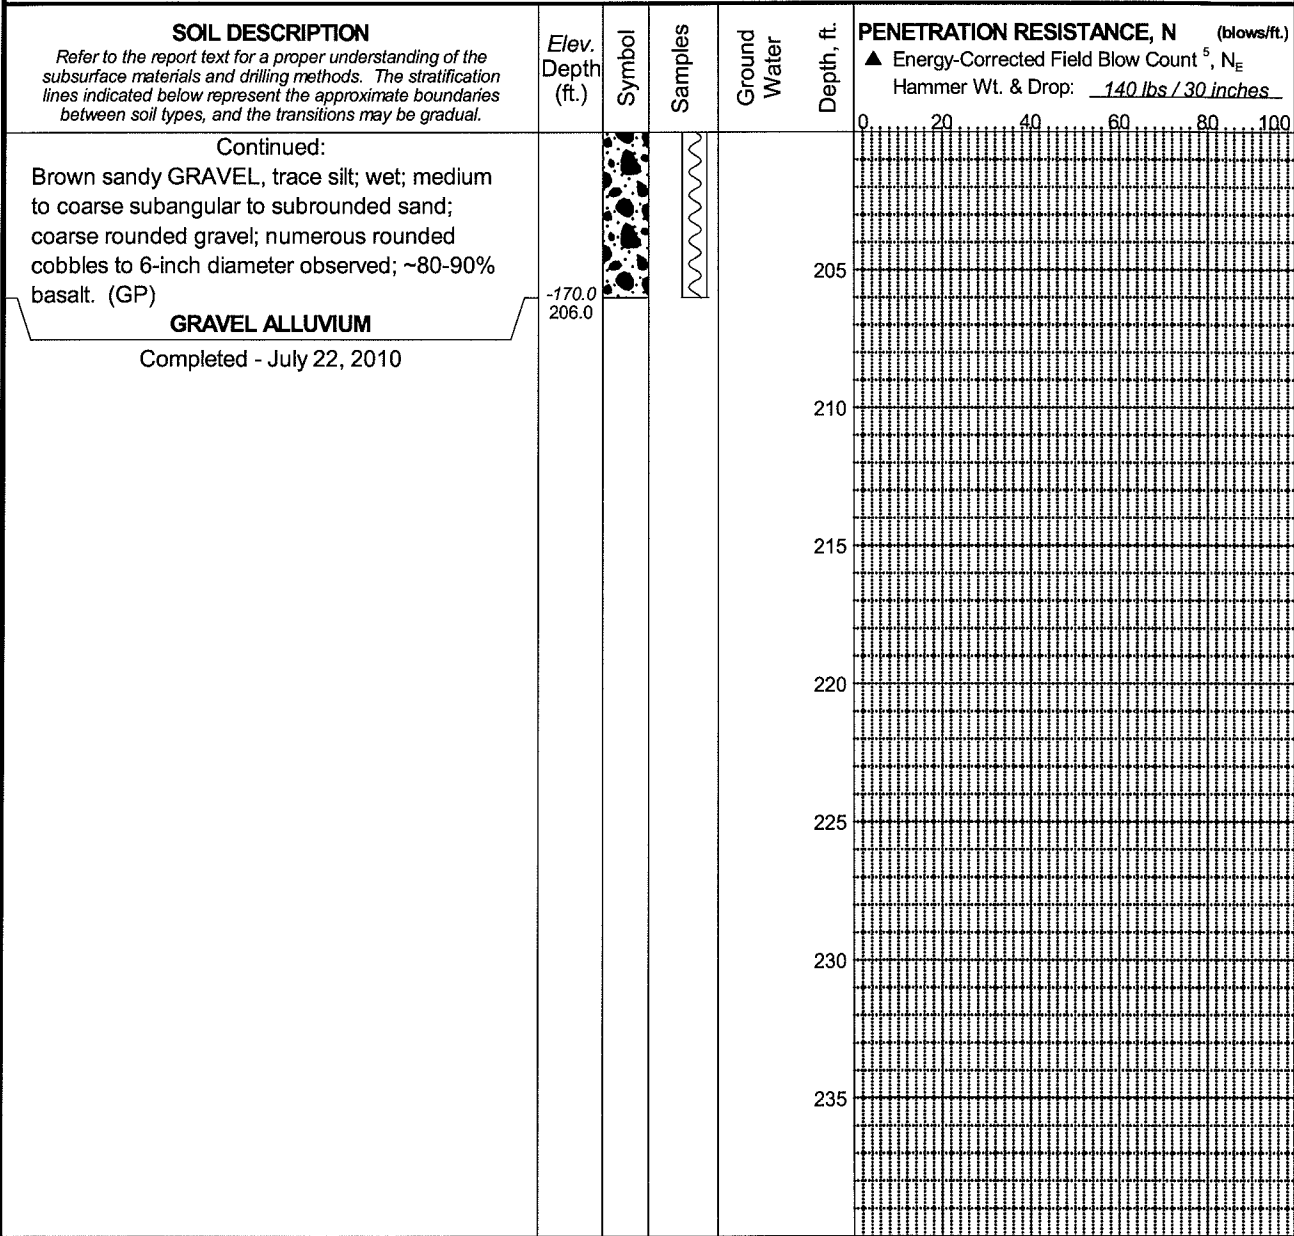 SOIL DESCRIPTION
Refer to the report text for a proper understanding of the
subsurface materials and drilling methods. The stratification
lines indicated below represent the approximate boundaries
between soil types, and the transitions may be gradual.
Elev.
Depth
(ft.)
Symbol
Samples
Ground
Water
Depth, ft.
PENETRATION RESISTANCE, N (blows/ft.)
▲ Energy-Corrected Field Blow Count 5, NE
Hammer Wt. & Drop: 140 lbs / 30 inches
0 20 40 60 80 100
Continued:
Brown sandy GRAVEL, trace silt; wet; medium
to coarse subangular to subrounded sand;
coarse rounded gravel; numerous rounded
cobbles to 6-inch diameter observed; ~80-90%
basalt. (GP)
GRAVEL ALLUVIUM
-170.0
206.0
Completed - July 22, 2010
205
210
215
220
225
230
235